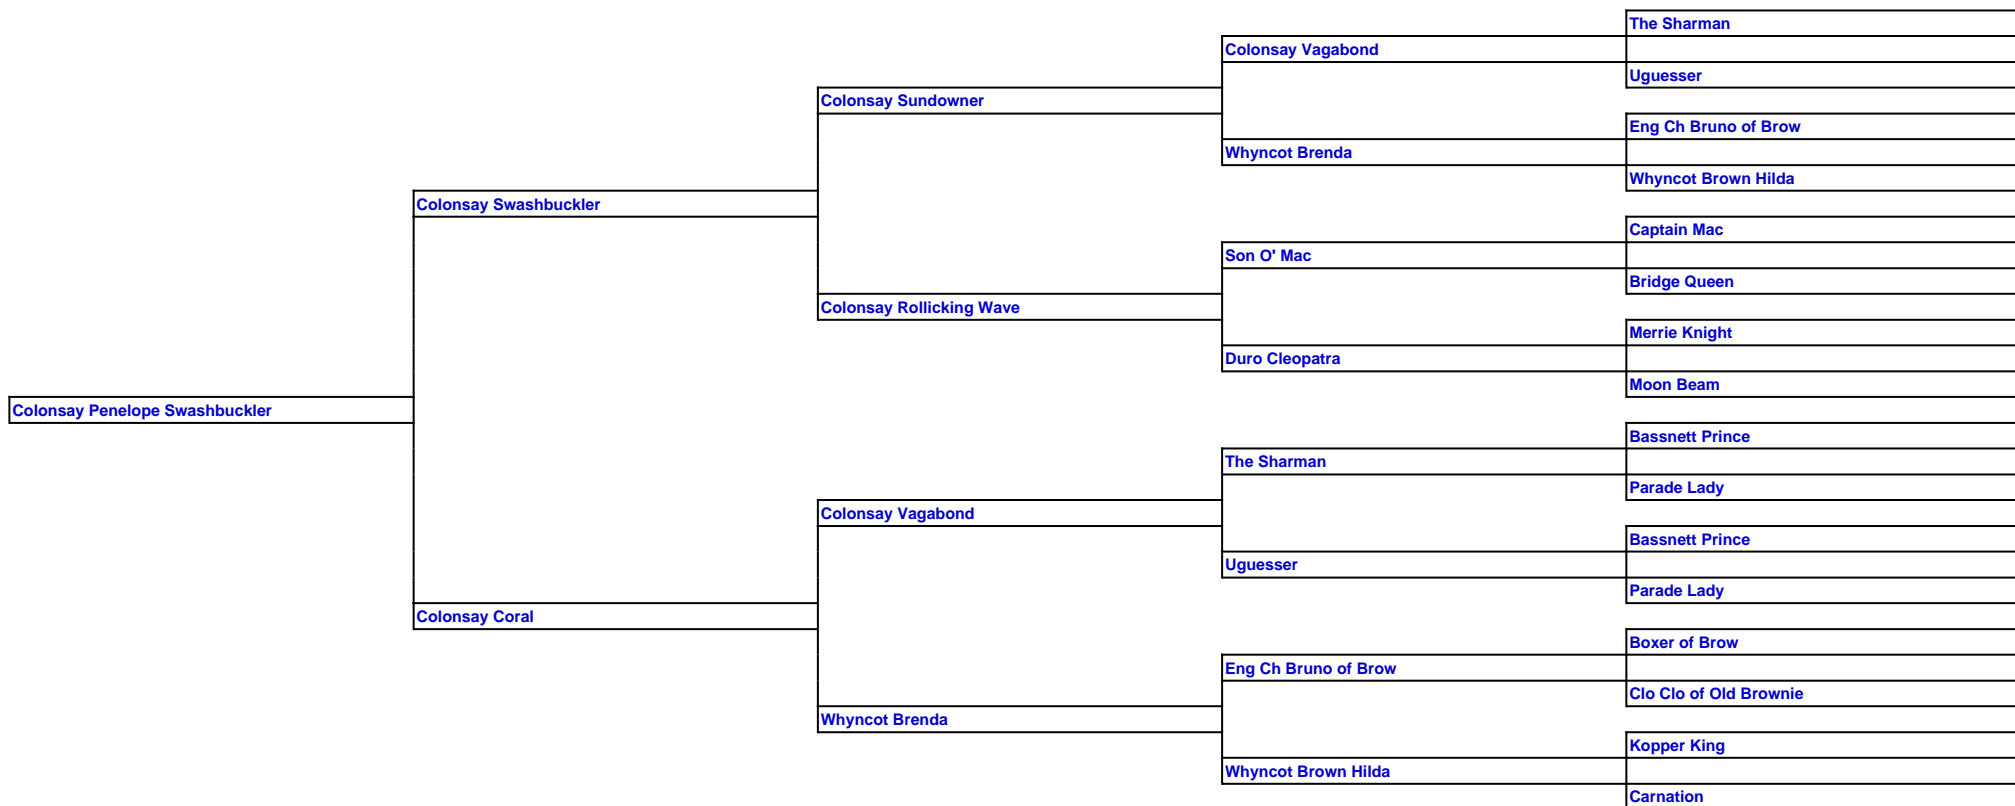 The Sharman
Colonsay Vagabond
Uguesser
Colonsay Sundowner
Eng Ch Bruno of Brow
Whyncot Brenda
Whyncot Brown Hilda
Colonsay Swashbuckler
Captain Mac
Son O' Mac
Bridge Queen
Colonsay Rollicking Wave
Merrie Knight
Duro Cleopatra
Moon Beam
Colonsay Penelope Swashbuckler
Bassnett Prince
The Sharman
Parade Lady
Colonsay Vagabond
Bassnett Prince
Uguesser
Parade Lady
Colonsay Coral
Boxer of Brow
Eng Ch Bruno of Brow
Clo Clo of Old Brownie
Whyncot Brenda
Kopper King
Whyncot Brown Hilda
Carnation